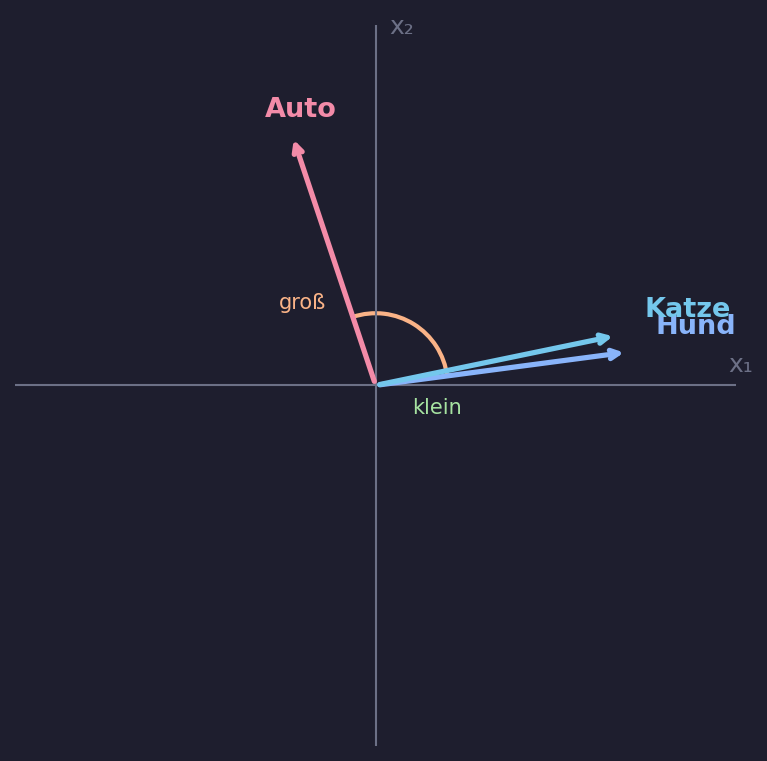 X₂
Auto
groß
Katze
Hund
X₁
klein